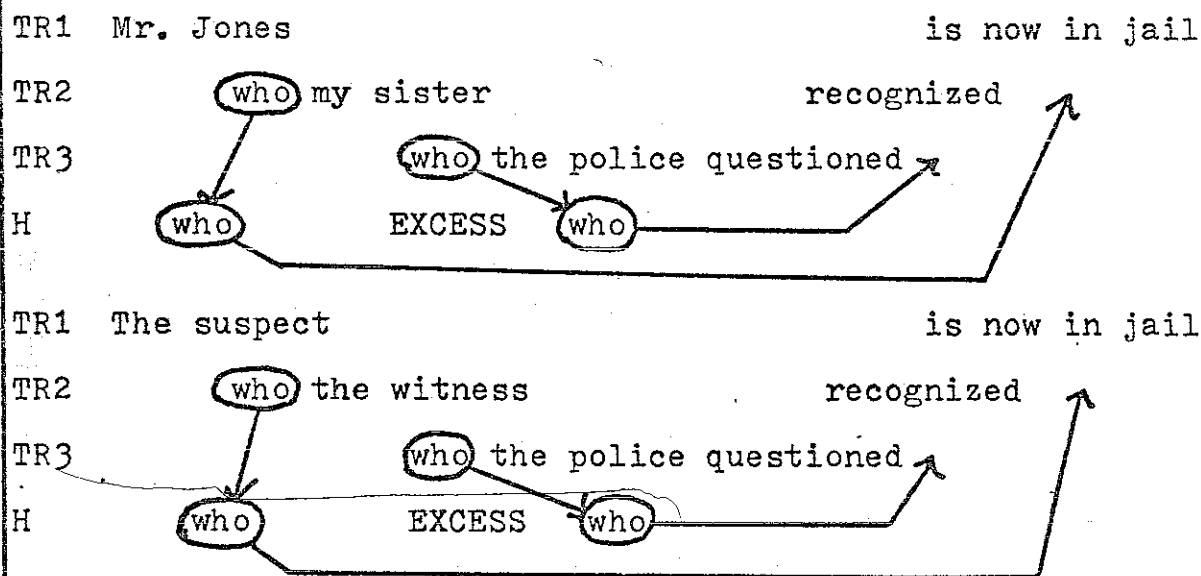 TR1 Mr. Jones is now in jail
TR2 who my sister recognized
TR3 who the police questioned
H who EXCESS who
TR1 The suspect is now in jail
TR2 who the witness recognized
TR3 who the police questioned
H who EXCESS who